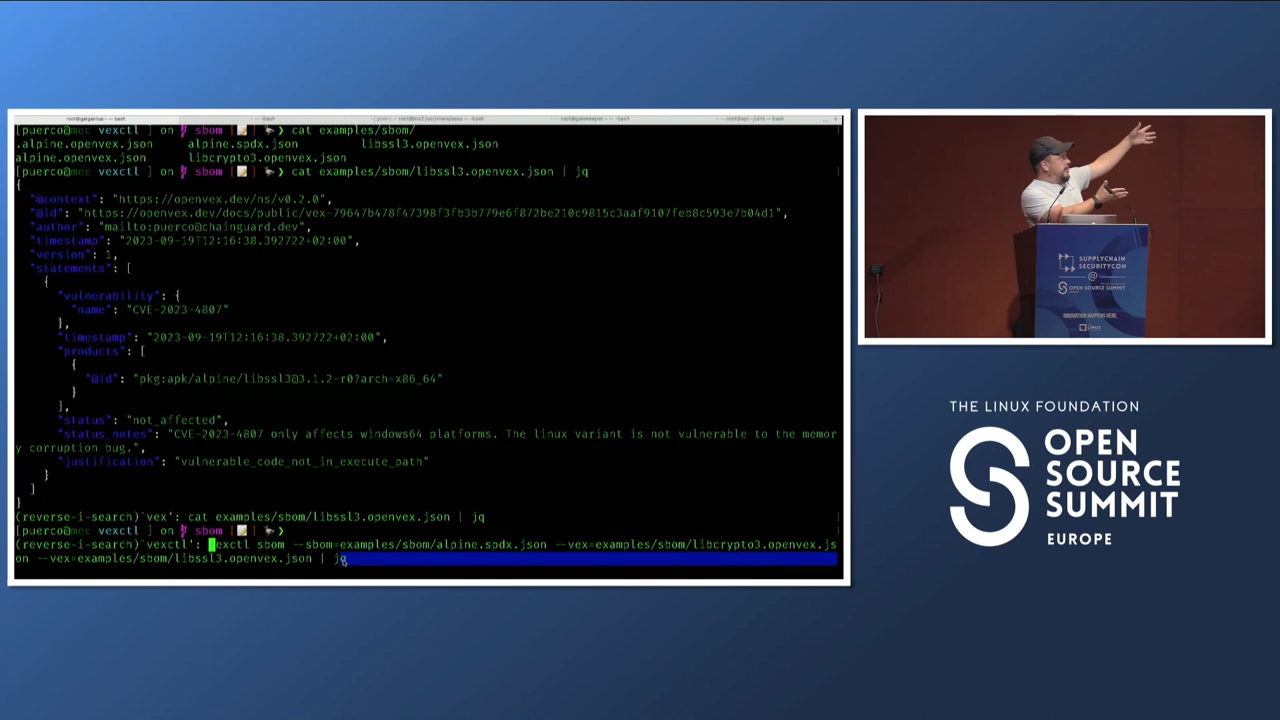 [puerco@mec vexctl ] on sbom [ ] ❯ cat examples/sbom/
.alpine.openvex.json alpine.spdx.json libssl3.openvex.json
alpine.openvex.json libcrypto3.openvex.json
[puerco@mec vexctl ] on sbom [ ] ❯ cat examples/sbom/libssl3.openvex.json | jq
{
"@context": "https://openvex.dev/ns/v0.2.0",
"@id": "https://openvex.dev/docs/public/vex-79647b478f47398f3fb3b779e6f872be210c9815c3aaf9107feb8c593e7b04d1",
"author": "mailto:puerco@chainguard.dev",
"timestamp": "2023-09-19T12:16:38.392722+02:00",
"version": 1,
"statements": [
{
"vulnerability": {
"name": "CVE-2023-4807"
},
"timestamp": "2023-09-19T12:16:38.392722+02:00",
"products": [
{
"@id": "pkg:apk/alpine/libssl3@3.1.2-r0?arch=x86_64"
}
],
"status": "not_affected",
"status_notes": "CVE-2023-4807 only affects windows64 platforms. The linux variant is not vulnerable to the memor
y corruption bug.",
"justification": "vulnerable_code_not_in_execute_path"
}
]
}
(reverse-i-search)`vex': cat examples/sbom/libssl3.openvex.json | jq
[puerco@mec vexctl ] on sbom [ ] ❯
(reverse-i-search)`vexctl': vexctl sbom --sbom=examples/sbom/alpine.spdx.json --vex=examples/sbom/libcrypto3.openvex.js
on --vex=examples/sbom/libssl3.openvex.json | jq
SUPPLYCHAIN
SECURITYCON
@
OPEN SOURCE SUMMIT
INNOVATION HAPPENS HERE.
THE LINUX FOUNDATION
OPEN
SOURCE
SUMMIT
EUROPE